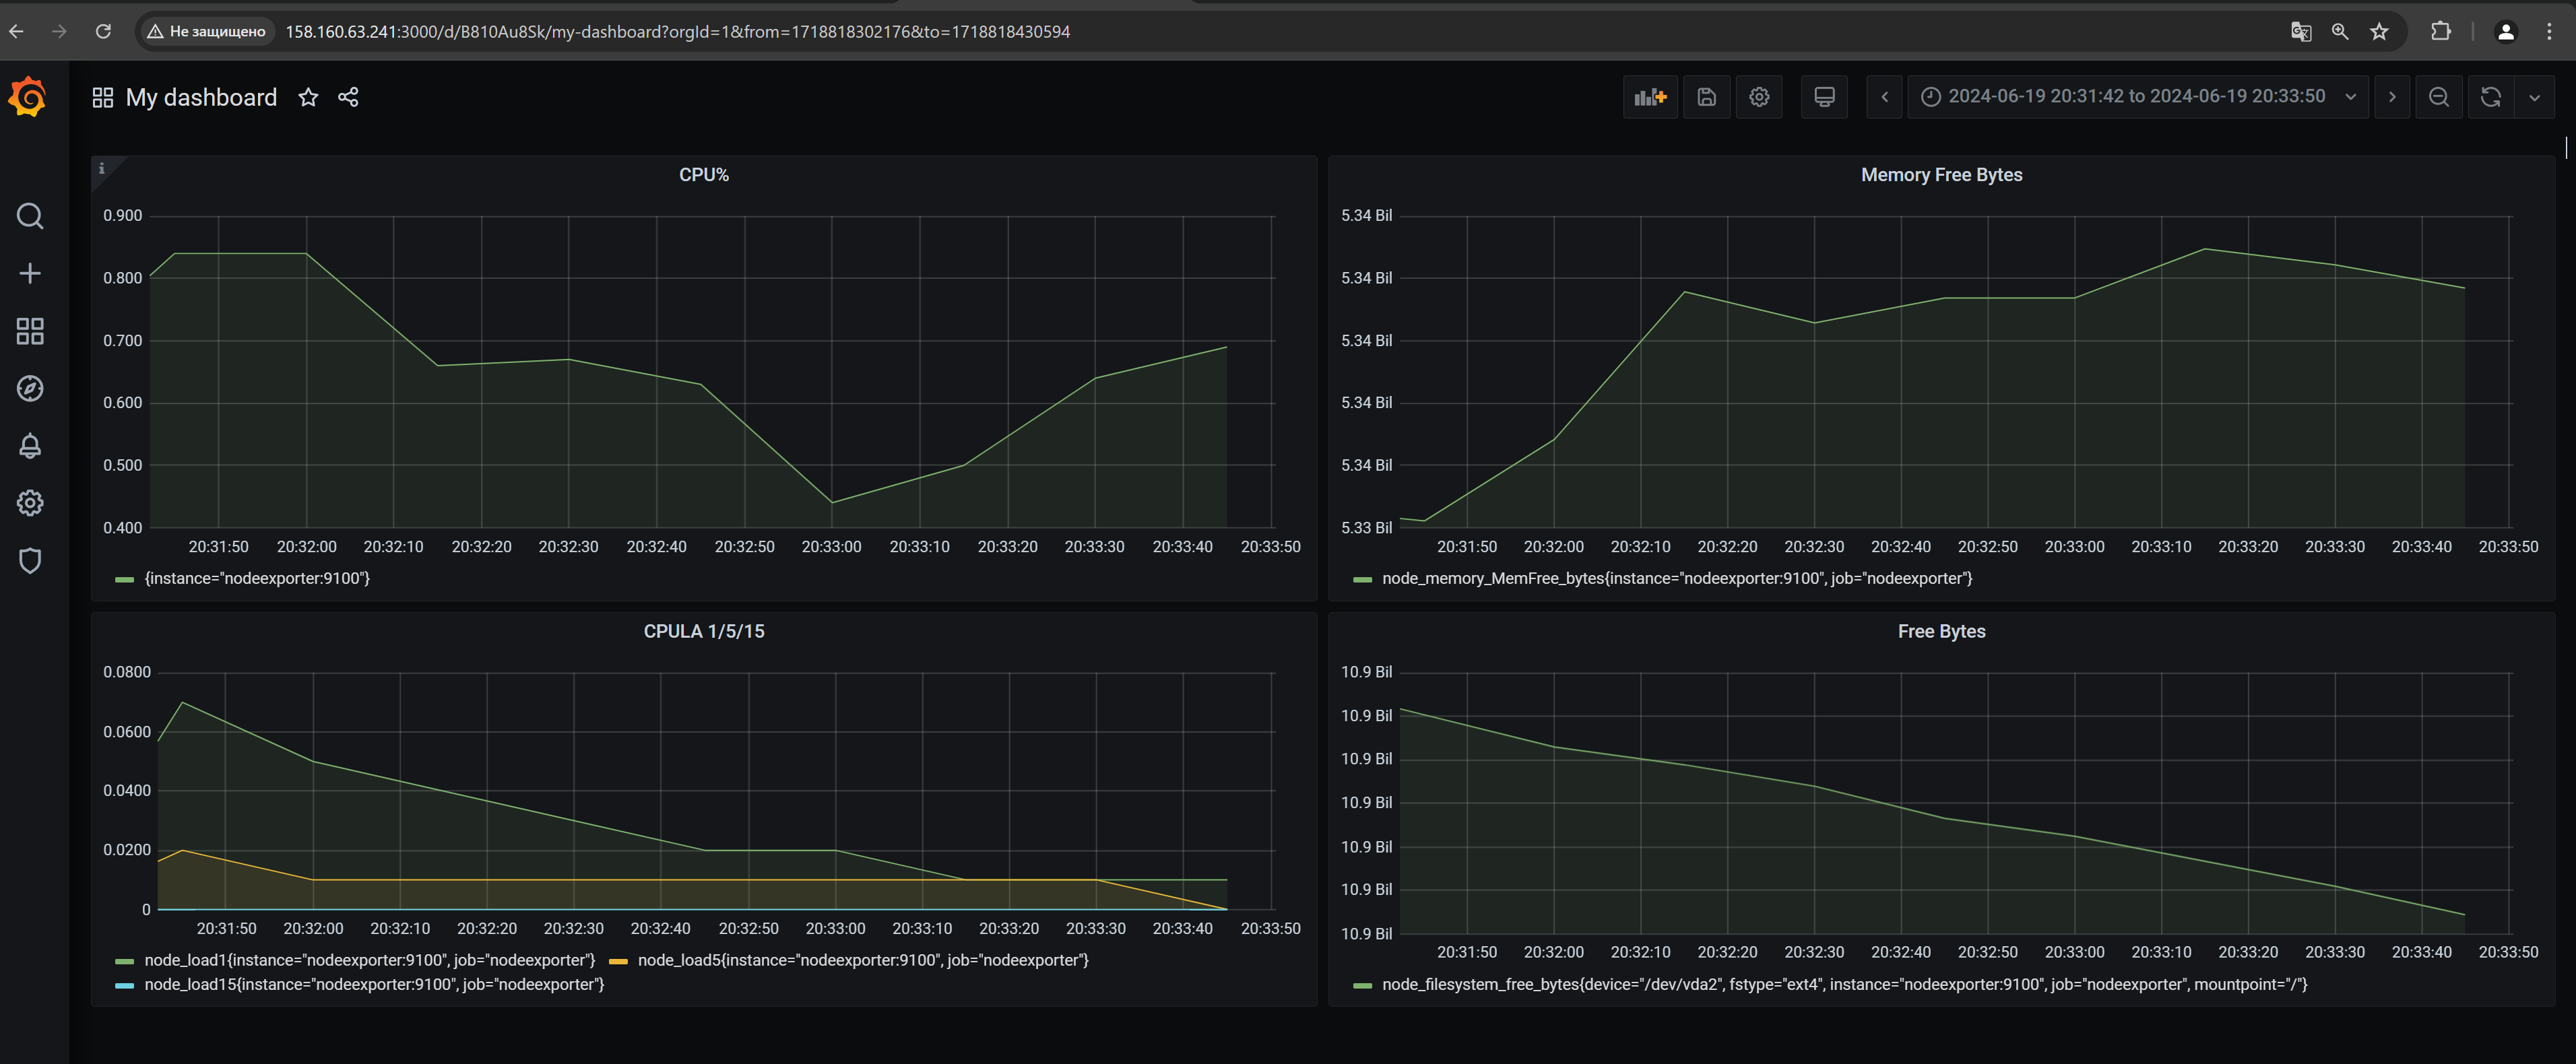 Не защищено 158.160.63.241:3000/d/B810Au8Sk/my-dashboard?orgId=1&from=1718818302176&to=1718818430594
My dashboard
2024-06-19 20:31:42 to 2024-06-19 20:33:50
i
CPU%
0.900
0.800
0.700
0.600
0.500
0.400
20:31:50 20:32:00 20:32:10 20:32:20 20:32:30 20:32:40 20:32:50 20:33:00 20:33:10 20:33:20 20:33:30 20:33:40 20:33:50
{instance="nodeexporter:9100"}
Memory Free Bytes
5.34 Bil
5.34 Bil
5.34 Bil
5.34 Bil
5.34 Bil
5.33 Bil
20:31:50 20:32:00 20:32:10 20:32:20 20:32:30 20:32:40 20:32:50 20:33:00 20:33:10 20:33:20 20:33:30 20:33:40 20:33:50
node_memory_MemFree_bytes{instance="nodeexporter:9100", job="nodeexporter"}
CPULA 1/5/15
0.0800
0.0600
0.0400
0.0200
0
20:31:50 20:32:00 20:32:10 20:32:20 20:32:30 20:32:40 20:32:50 20:33:00 20:33:10 20:33:20 20:33:30 20:33:40 20:33:50
node_load1{instance="nodeexporter:9100", job="nodeexporter"} node_load5{instance="nodeexporter:9100", job="nodeexporter"}
node_load15{instance="nodeexporter:9100", job="nodeexporter"}
Free Bytes
10.9 Bil
10.9 Bil
10.9 Bil
10.9 Bil
10.9 Bil
10.9 Bil
10.9 Bil
20:31:50 20:32:00 20:32:10 20:32:20 20:32:30 20:32:40 20:32:50 20:33:00 20:33:10 20:33:20 20:33:30 20:33:40 20:33:50
node_filesystem_free_bytes{device="/dev/vda2", fstype="ext4", instance="nodeexporter:9100", job="nodeexporter", mountpoint="/"}